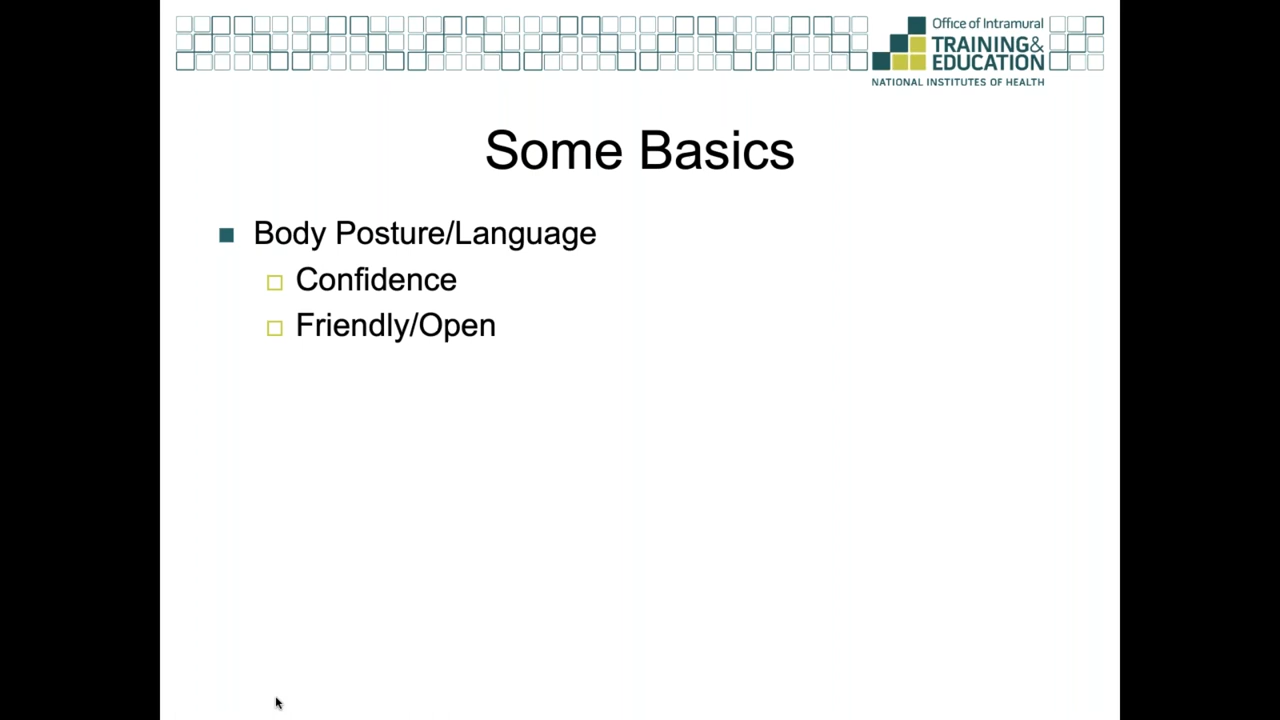 Office of Intramural
TRAINING&
EDUCATION
NATIONAL INSTITUTES OF HEALTH
Some Basics
Body Posture/Language
Confidence
Friendly/Open